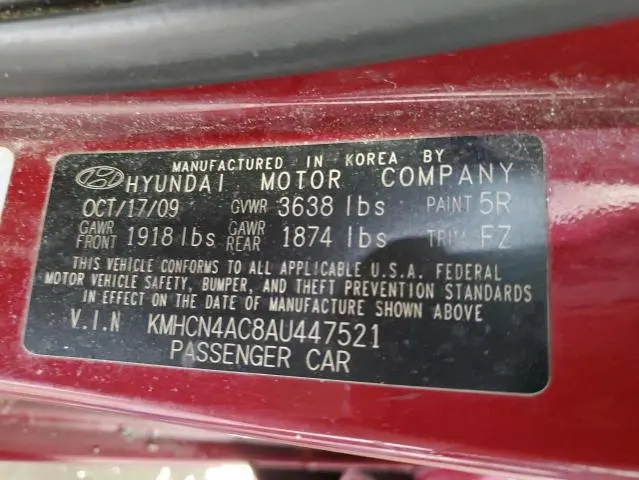 MANUFACTURED IN KOREA BY
HYUNDAI MOTOR COMPANY
OCT/17/09 GVWR 3638 lbs PAINT 5R
GAWR FRONT 1918 lbs GAWR REAR 1874 lbs TRIM FZ
THIS VEHICLE CONFORMS TO ALL APPLICABLE U.S.A. FEDERAL
MOTOR VEHICLE SAFETY, BUMPER, AND THEFT PREVENTION STANDARDS
IN EFFECT ON THE DATE OF MANUFACTURE SHOWN ABOVE.
V.I.N KMHCN4AC8AU447521
PASSENGER CAR